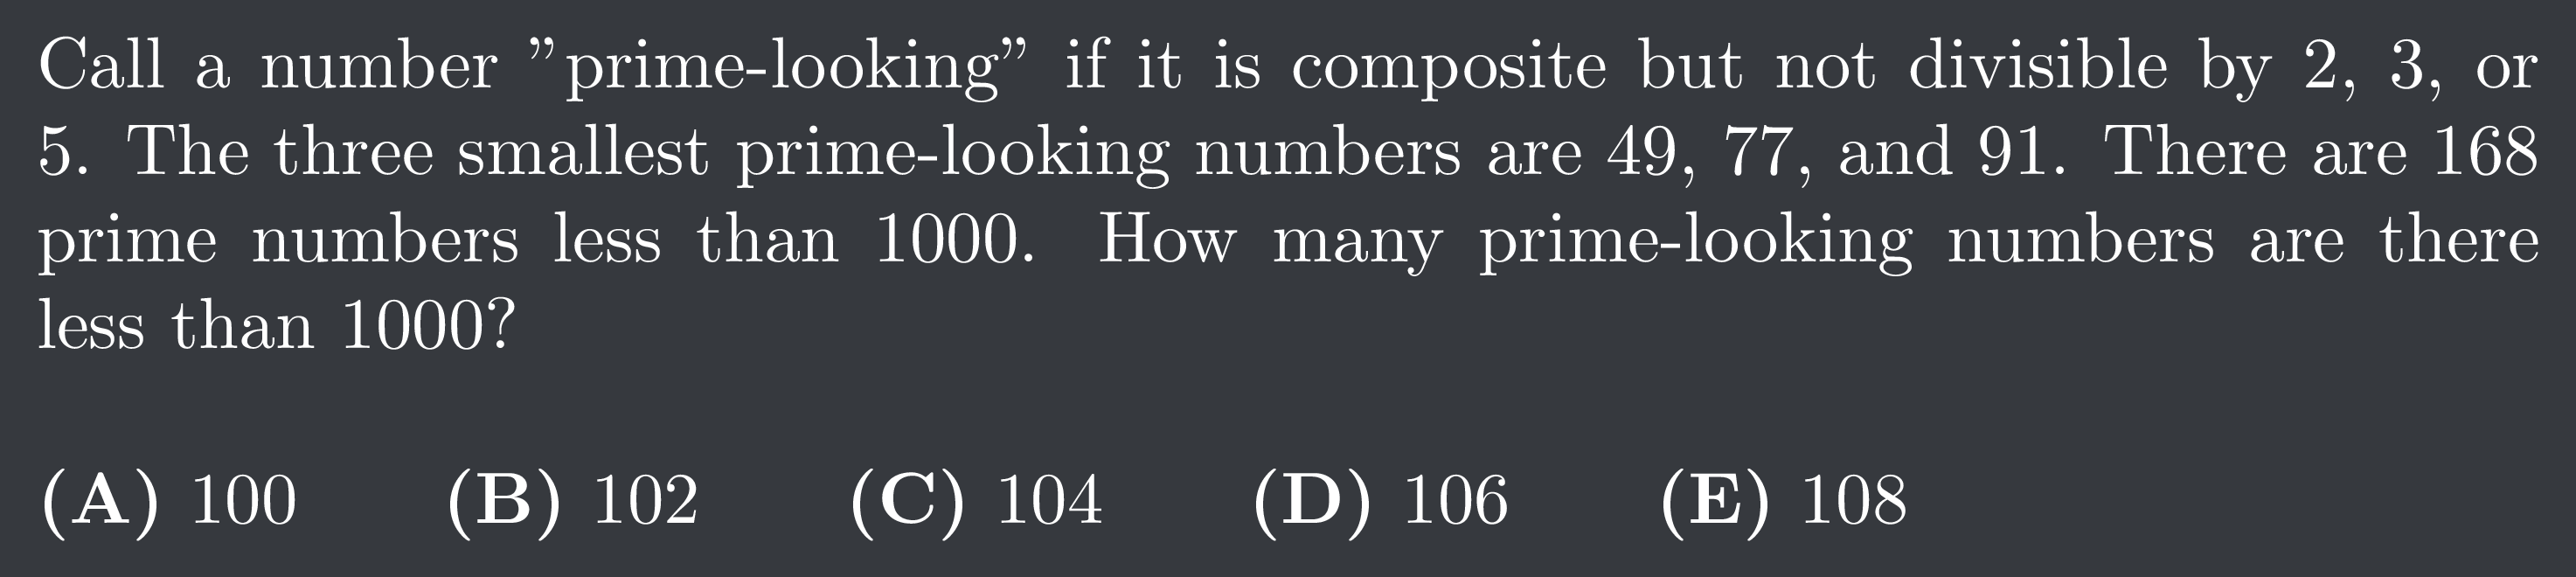 Call a number ”prime-looking” if it is composite but not divisible by 2, 3, or
5. The three smallest prime-looking numbers are 49, 77, and 91. There are 168
prime numbers less than 1000. How many prime-looking numbers are there
less than 1000?
(A) 100 (B) 102 (C) 104 (D) 106 (E) 108